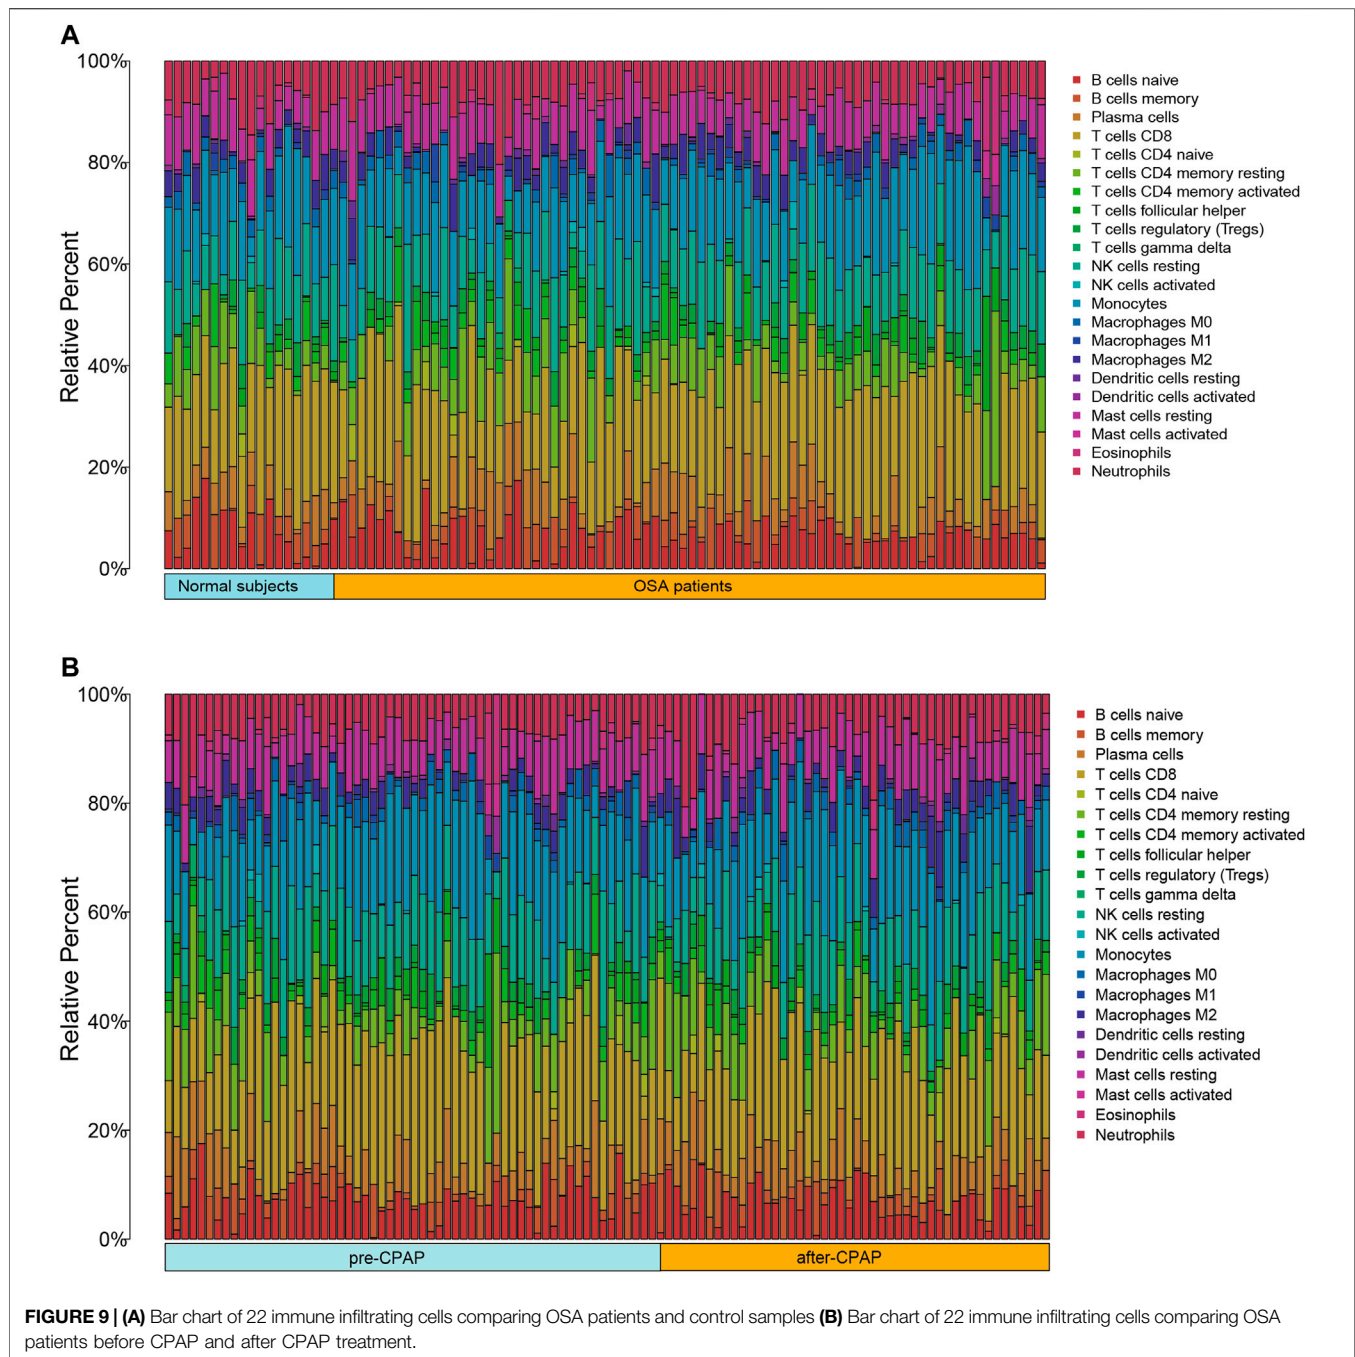 A
100%
80%
60%
40%
20%
0%
Relative Percent
Normal subjects
OSA patients
B cells naive
B cells memory
Plasma cells
T cells CD8
T cells CD4 naive
T cells CD4 memory resting
T cells CD4 memory activated
T cells follicular helper
T cells regulatory (Tregs)
T cells gamma delta
NK cells resting
NK cells activated
Monocytes
Macrophages M0
Macrophages M1
Macrophages M2
Dendritic cells resting
Dendritic cells activated
Mast cells resting
Mast cells activated
Eosinophils
Neutrophils
B
100%
80%
60%
40%
20%
0%
Relative Percent
pre-CPAP
after-CPAP
B cells naive
B cells memory
Plasma cells
T cells CD8
T cells CD4 naive
T cells CD4 memory resting
T cells CD4 memory activated
T cells follicular helper
T cells regulatory (Tregs)
T cells gamma delta
NK cells resting
NK cells activated
Monocytes
Macrophages M0
Macrophages M1
Macrophages M2
Dendritic cells resting
Dendritic cells activated
Mast cells resting
Mast cells activated
Eosinophils
Neutrophils
FIGURE 9 | (A) Bar chart of 22 immune infiltrating cells comparing OSA patients and control samples (B) Bar chart of 22 immune infiltrating cells comparing OSA
patients before CPAP and after CPAP treatment.